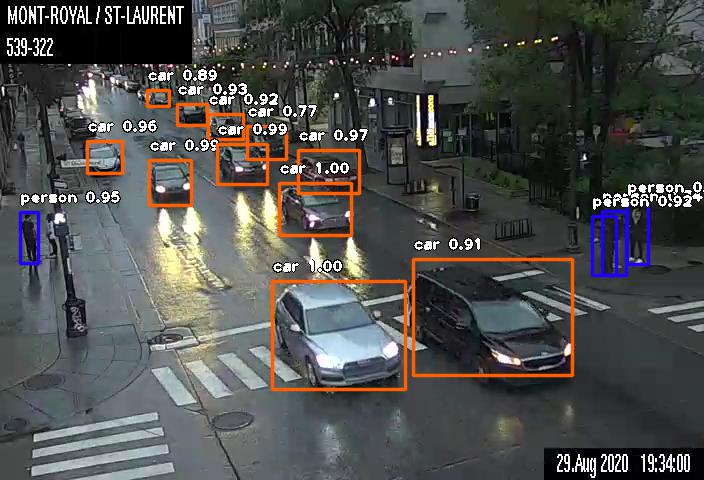 MONT-ROYAL / ST-LAURENT
539-322
car 0.89
car 0.93
car 0.92
car 0.77
car 0.96
car 0.99
car 0.99
car 0.97
car 1.00
person 0.95
person 0.92
car 0.91
car 1.00
29.Aug 2020 19:34:00